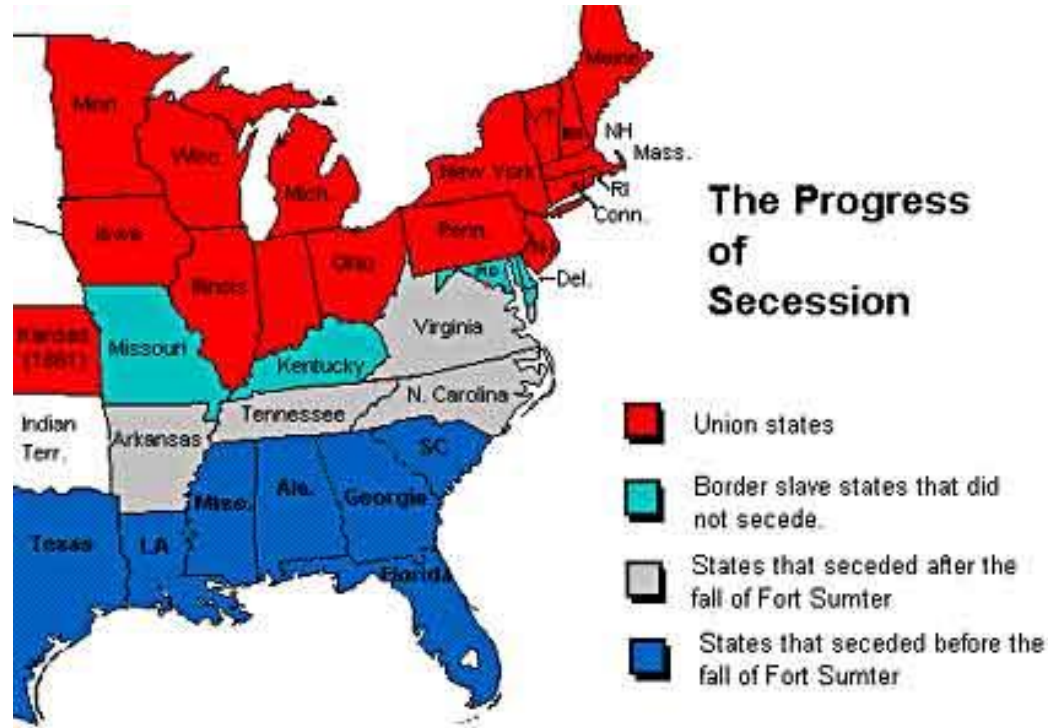 Maine
Minn
VT
NH
Mass.
Wisc.
Mich.
New York
RI
Conn.
The Progress
of
Secession
Iowa
Penn.
NJ
Ohio
Illinois
MD
Del.
Kansas
(1861)
Missouri
Virginia
Kentucky
N. Carolina
Tennessee
Indian
Terr.
Arkansas
SC
Miss.
Ala.
Georgia
Texas
LA
Florida
Union states
Border slave states that did
not secede.
States that seceded after the
fall of Fort Sumter
States that seceded before the
fall of Fort Sumter